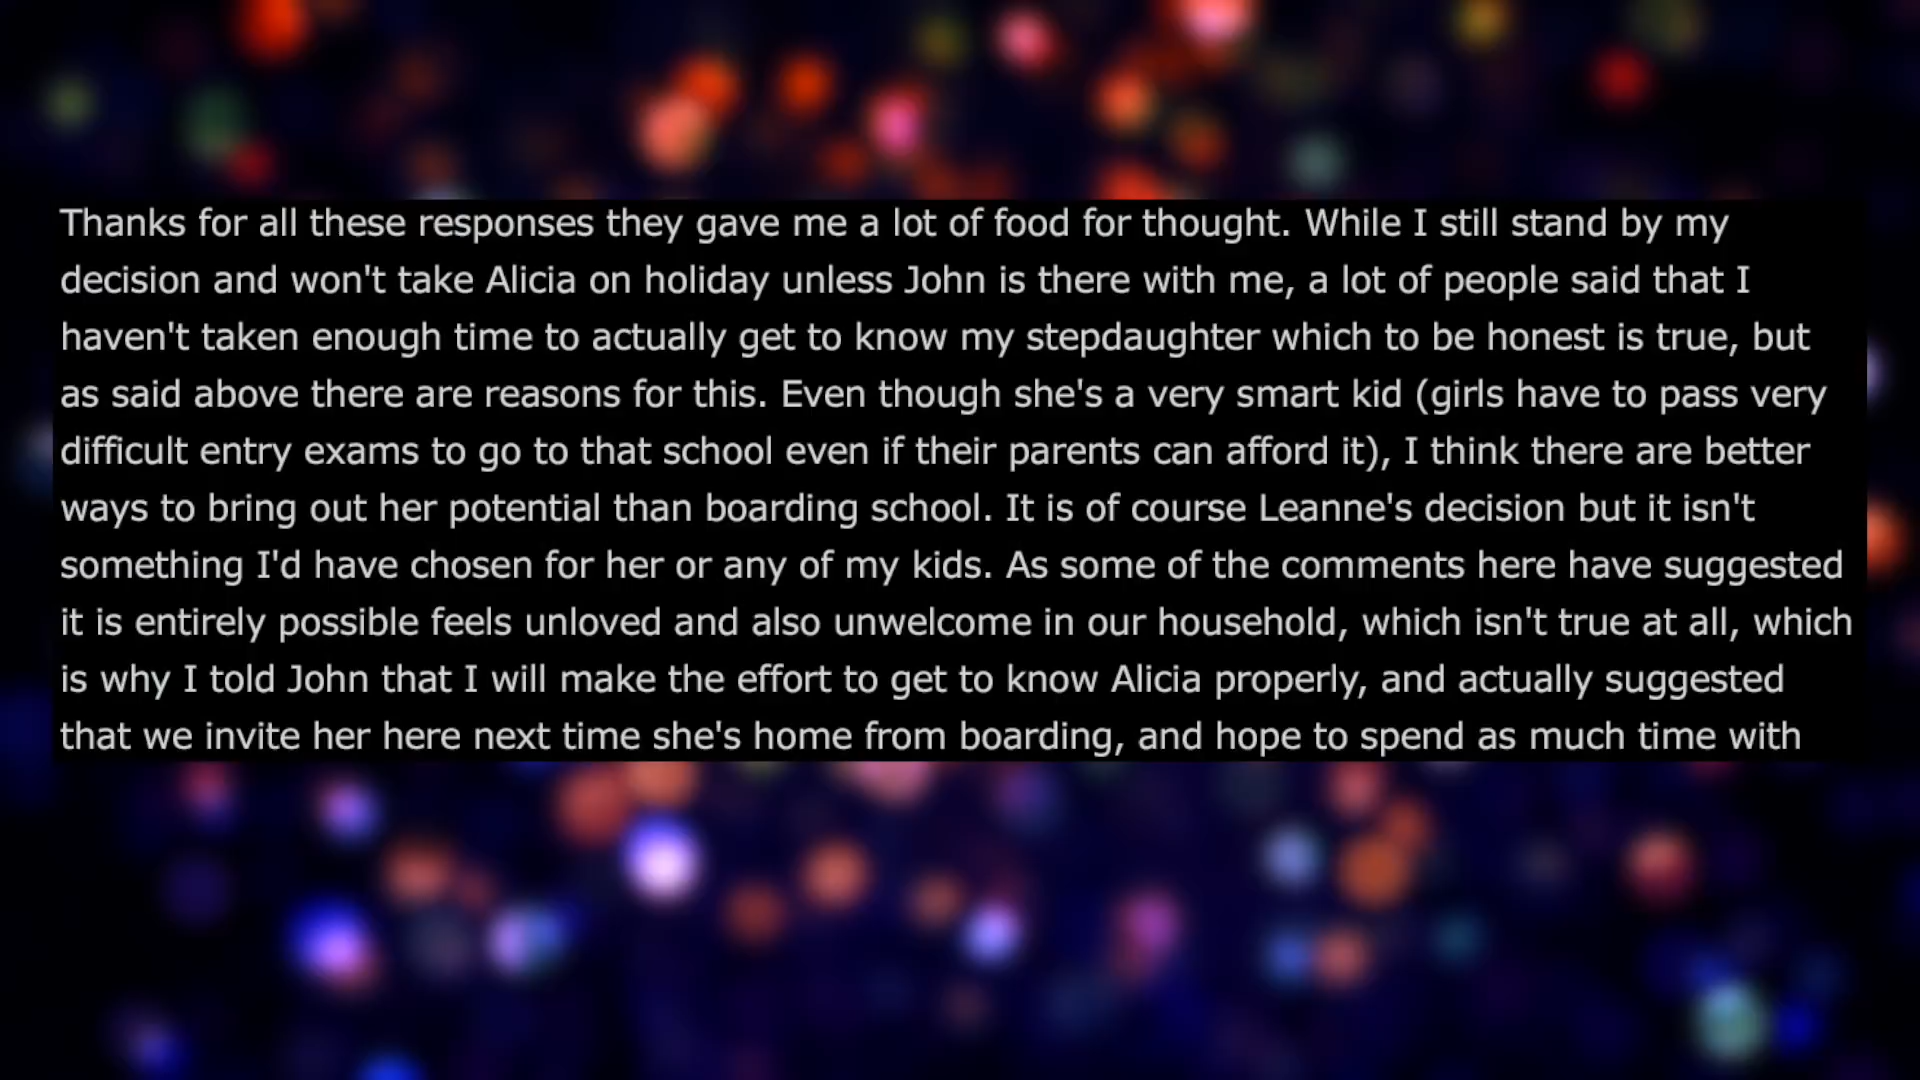 Thanks for all these responses they gave me a lot of food for thought. While I still stand by my
decision and won't take Alicia on holiday unless John is there with me, a lot of people said that I
haven't taken enough time to actually get to know my stepdaughter which to be honest is true, but
as said above there are reasons for this. Even though she's a very smart kid (girls have to pass very
difficult entry exams to go to that school even if their parents can afford it), I think there are better
ways to bring out her potential than boarding school. It is of course Leanne's decision but it isn't
something I'd have chosen for her or any of my kids. As some of the comments here have suggested
it is entirely possible feels unloved and also unwelcome in our household, which isn't true at all, which
is why I told John that I will make the effort to get to know Alicia properly, and actually suggested
that we invite her here next time she's home from boarding, and hope to spend as much time with